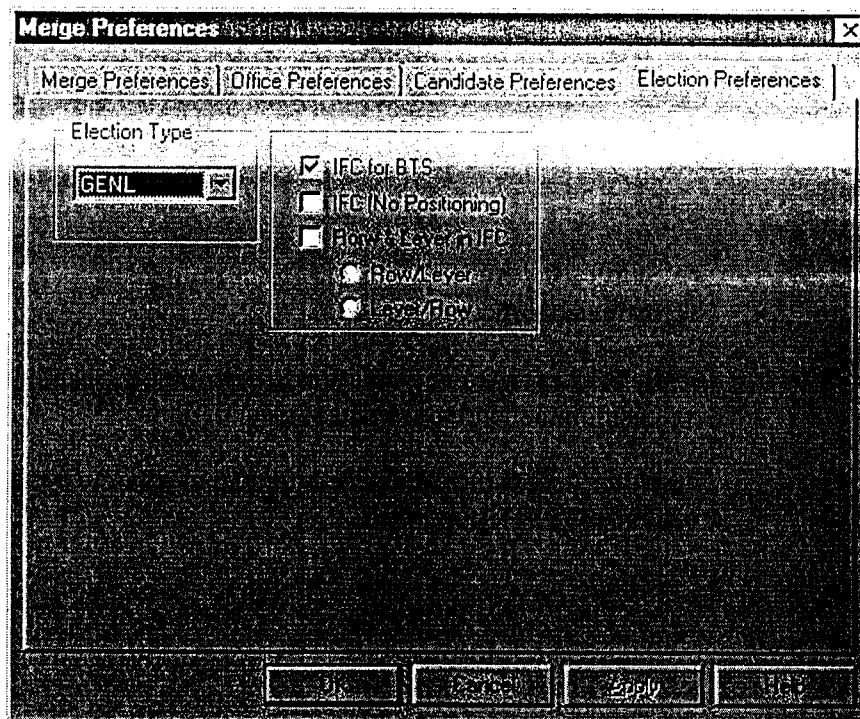 Merge Preferences
Merge Preferences Office Preferences Candidate Preferences Election Preferences
Election Type
GENL
IFC for BTS
IFC (No Positioning)
Row & Lever in IFC
Row/Lever
Lever/Row
Cancel Apply Help